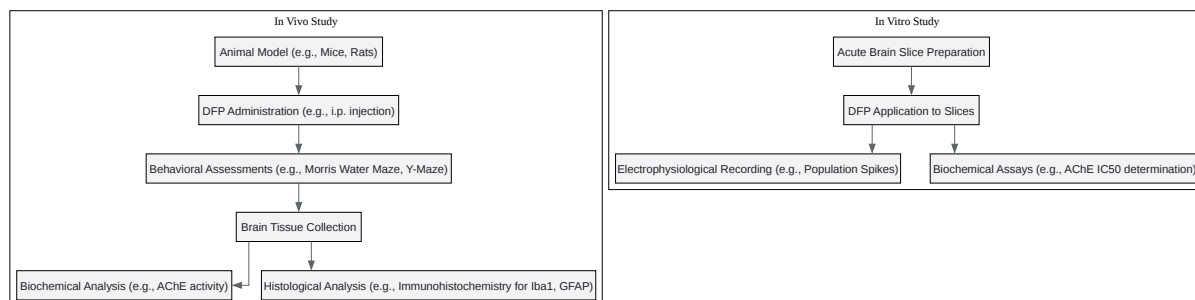 In Vivo Study
Animal Model (e.g., Mice, Rats)
DFP Administration (e.g., i.p. injection)
Behavioral Assessments (e.g., Morris Water Maze, Y-Maze)
Brain Tissue Collection
Biochemical Analysis (e.g., AChE activity)
Histological Analysis (e.g., Immunohistochemistry for Iba1, GFAP)
In Vitro Study
Acute Brain Slice Preparation
DFP Application to Slices
Electrophysiological Recording (e.g., Population Spikes)
Biochemical Assays (e.g., AChE IC50 determination)